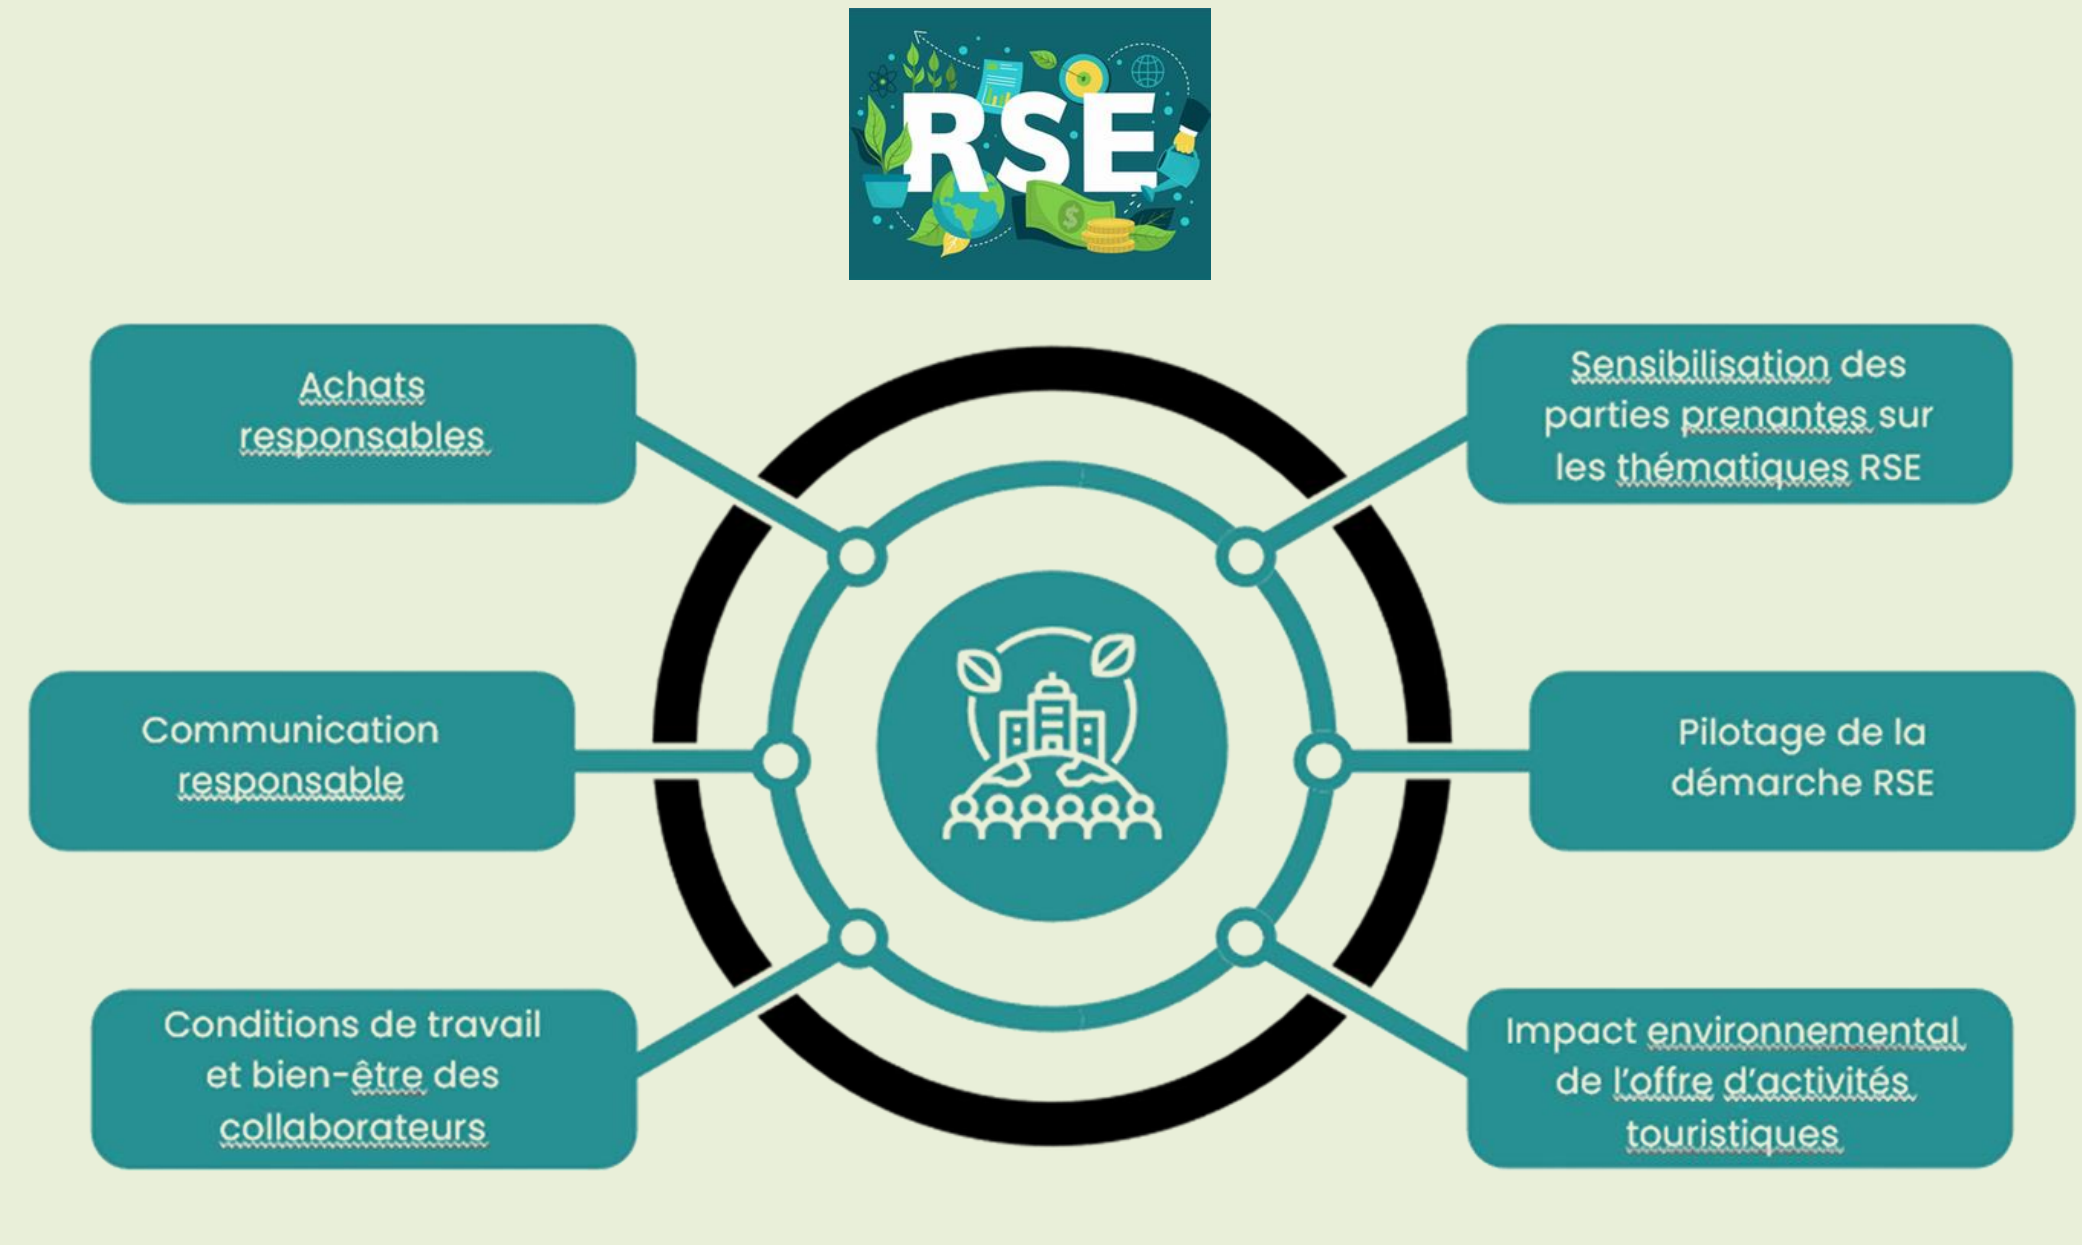 RSE
Achats
responsables
Sensibilisation des
parties prenantes sur
les thématiques RSE
Communication
responsable
Pilotage de la
démarche RSE
Conditions de travail
et bien-être des
collaborateurs
Impact environnemental
de l'offre d'activités
touristiques